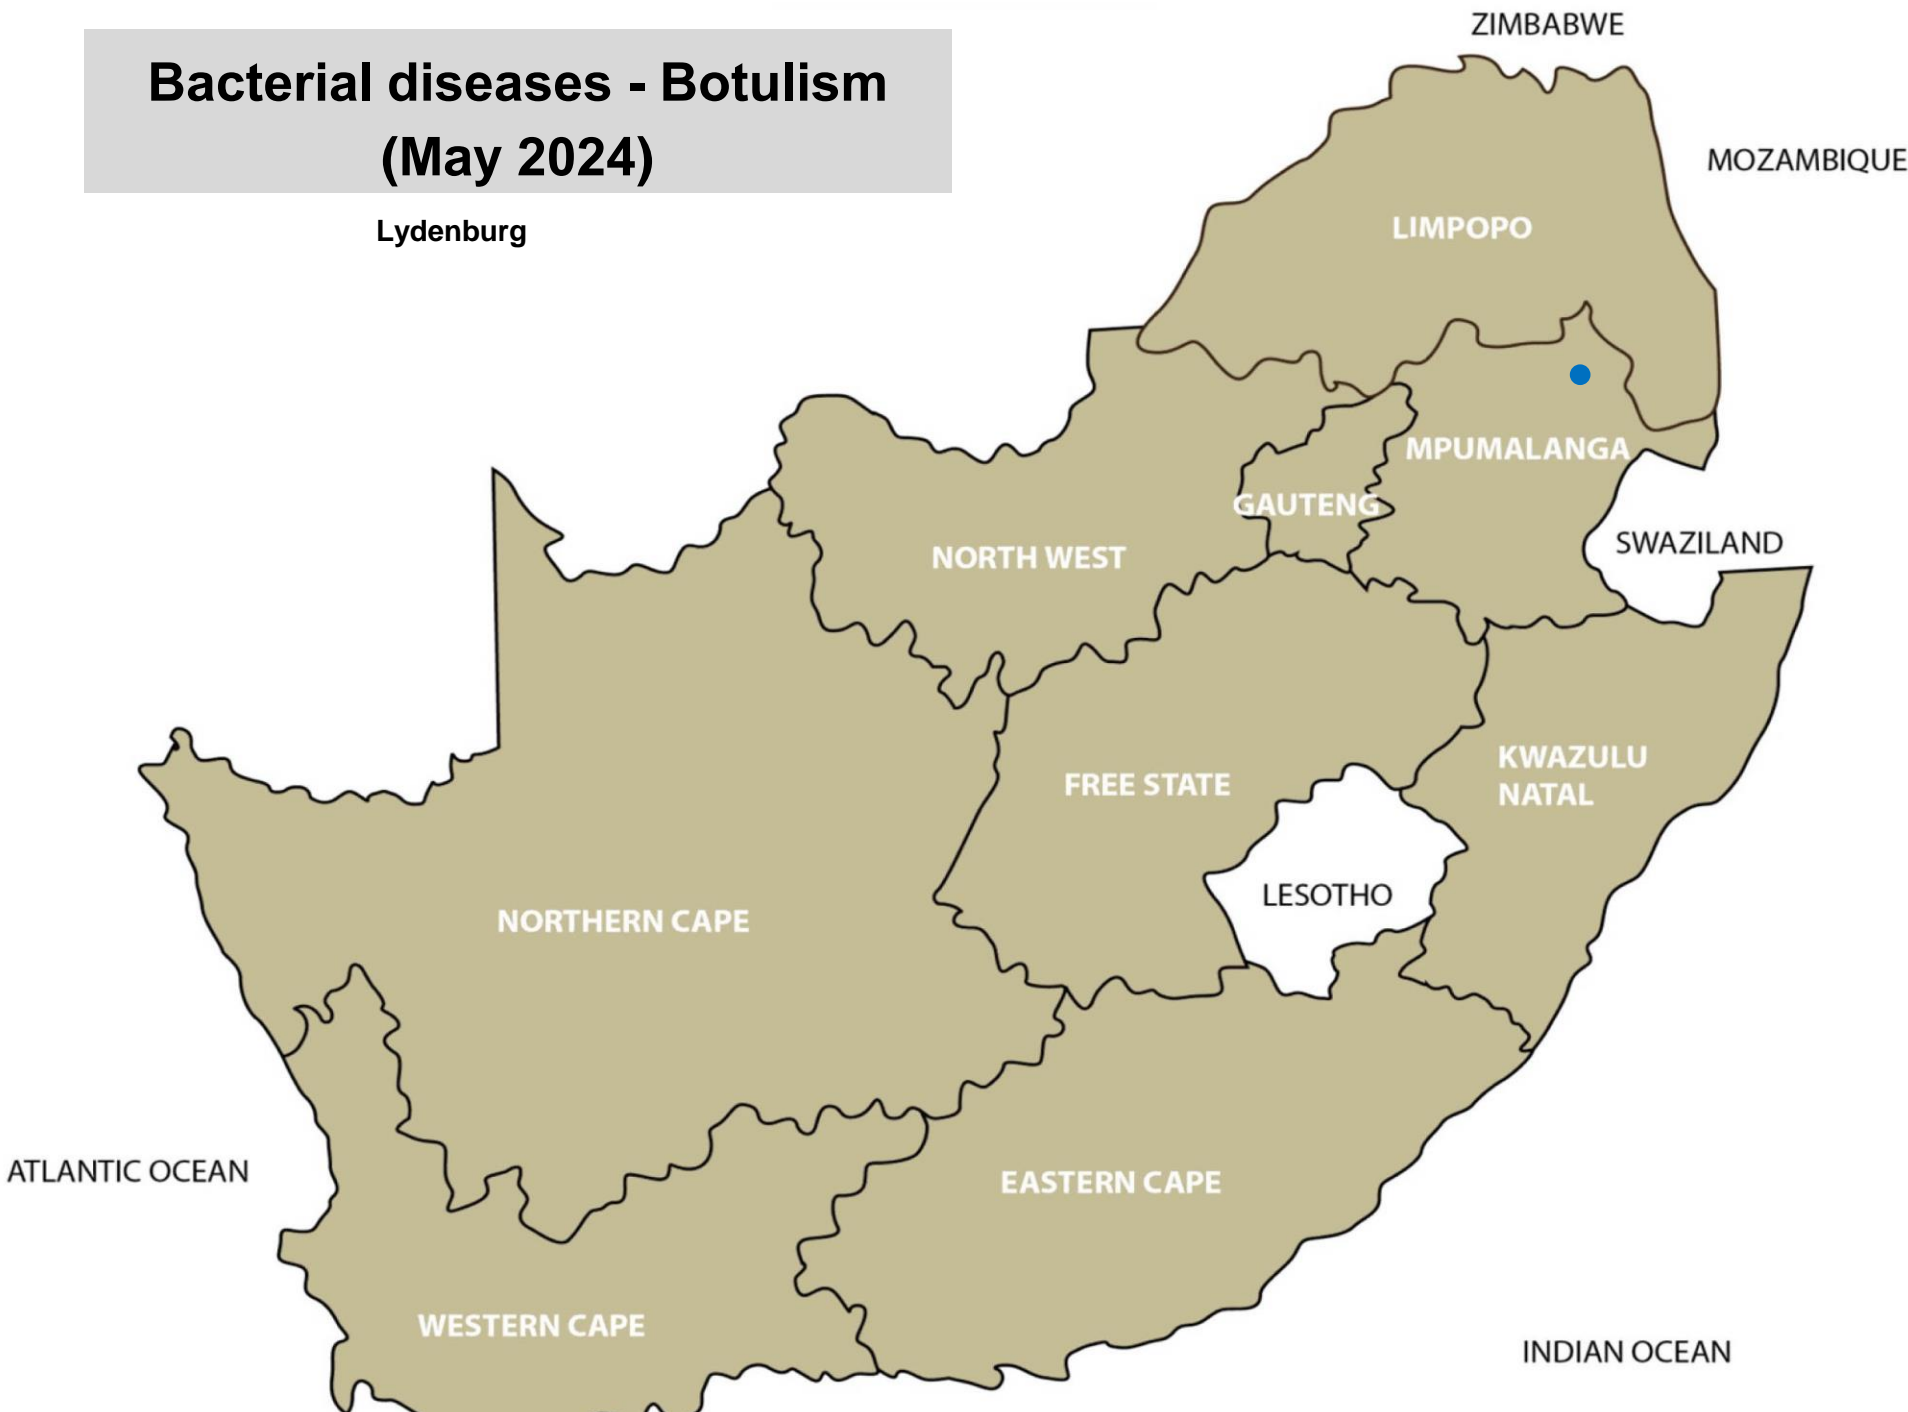 Bacterial diseases - Botulism
(May 2024)
Lydenburg
ZIMBABWE
MOZAMBIQUE
LIMPOPO
MPUMALANGA
GAUTENG
SWAZILAND
NORTH WEST
KWAZULU
NATAL
FREE STATE
LESOTHO
NORTHERN CAPE
ATLANTIC OCEAN
EASTERN CAPE
WESTERN CAPE
INDIAN OCEAN